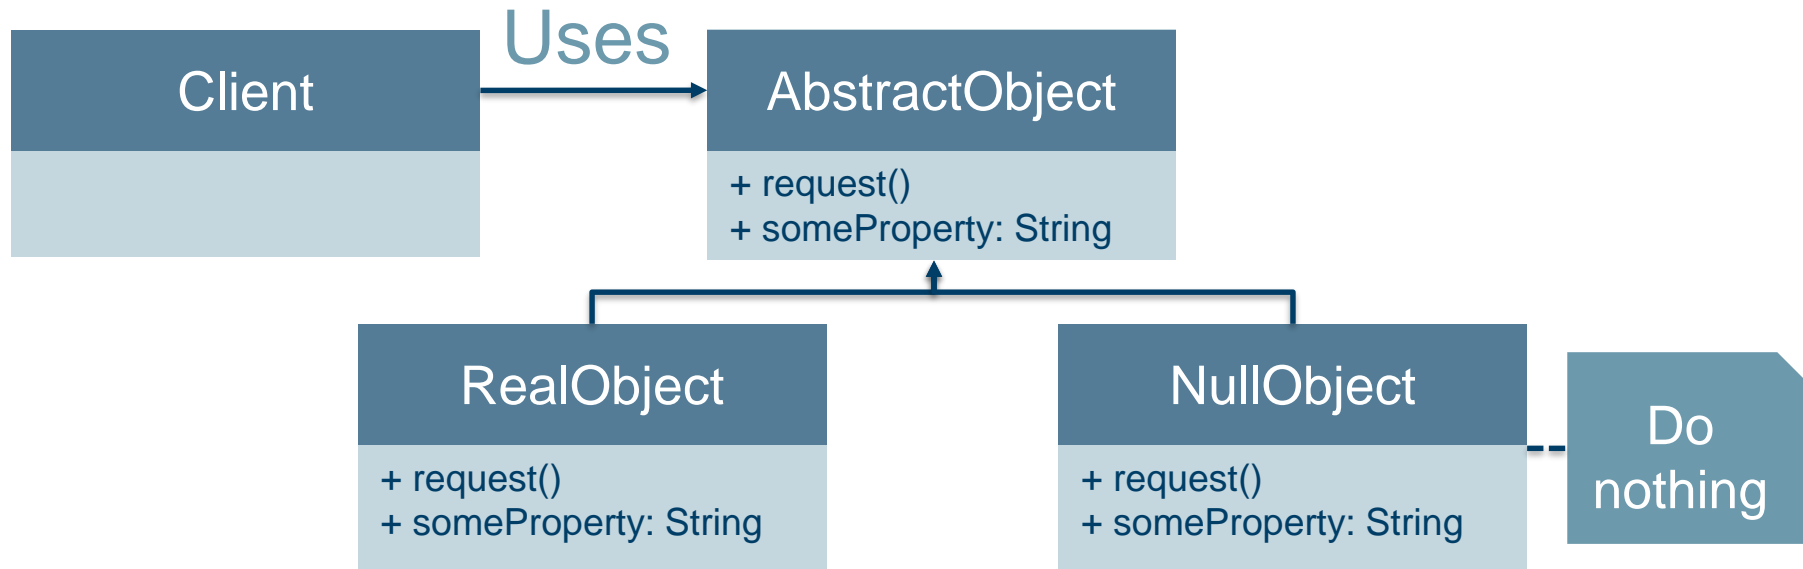 Client
Uses
AbstractObject
+ request()
+ someProperty: String
RealObject
+ request()
+ someProperty: String
NullObject
+ request()
+ someProperty: String
Do
nothing